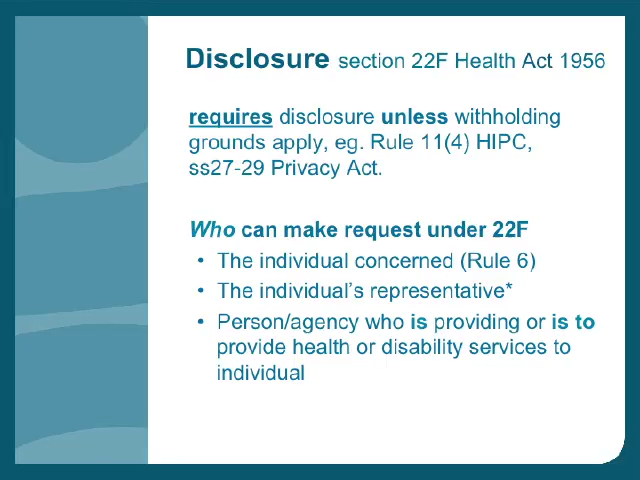 Disclosure section 22F Health Act 1956
requires disclosure unless withholding
grounds apply, eg. Rule 11(4) HIPC,
ss27-29 Privacy Act.
Who can make request under 22F
• The individual concerned (Rule 6)
• The individual’s representative*
• Person/agency who is providing or is to
provide health or disability services to
individual